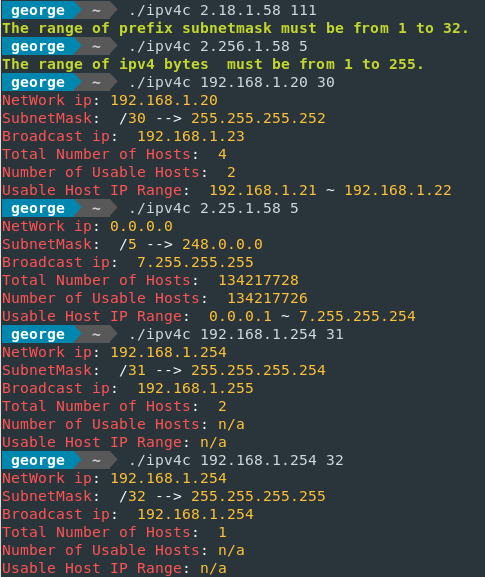 george ~ ./ipv4c 2.18.1.58 111
The range of prefix subnetmask must be from 1 to 32.
george ~ ./ipv4c 2.256.1.58 5
The range of ipv4 bytes  must be from 1 to 255.
george ~ ./ipv4c 192.168.1.20 30
NetWork ip: 192.168.1.20
SubnetMask:  /30 --> 255.255.255.252
Broadcast ip:  192.168.1.23
Total Number of Hosts:  4
Number of Usable Hosts:  2
Usable Host IP Range:  192.168.1.21 ~ 192.168.1.22
george ~ ./ipv4c 2.25.1.58 5
NetWork ip: 0.0.0.0
SubnetMask:  /5 --> 248.0.0.0
Broadcast ip:  7.255.255.255
Total Number of Hosts:  134217728
Number of Usable Hosts:  134217726
Usable Host IP Range:  0.0.0.1 ~ 7.255.255.254
george ~ ./ipv4c 192.168.1.254 31
NetWork ip: 192.168.1.254
SubnetMask:  /31 --> 255.255.255.254
Broadcast ip:  192.168.1.255
Total Number of Hosts:  2
Number of Usable Hosts: n/a
Usable Host IP Range: n/a
george ~ ./ipv4c 192.168.1.254 32
NetWork ip: 192.168.1.254
SubnetMask:  /32 --> 255.255.255.255
Broadcast ip:  192.168.1.254
Total Number of Hosts:  1
Number of Usable Hosts: n/a
Usable Host IP Range: n/a